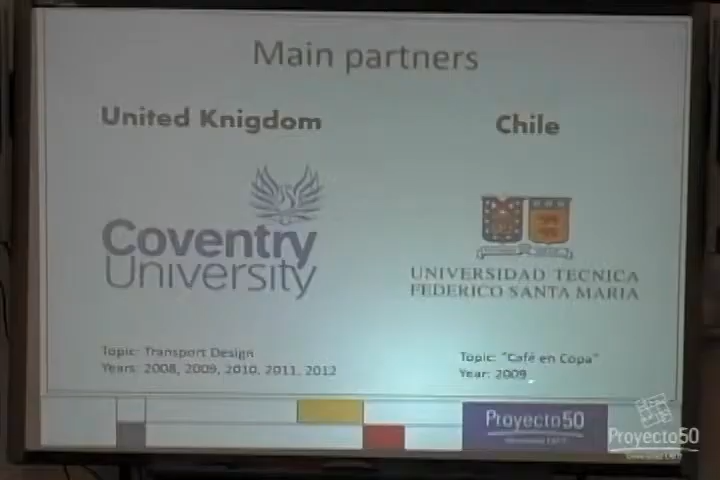 Main partners
United Knigdom
Coventry
University
Topic: Transport Design
Years: 2008, 2009, 2010, 2011, 2012
Chile
UNIVERSIDAD TECNICA
FEDERICO SANTA MARIA
Topic: "Café en Copa"
Year: 2009
Proyecto50
Proyecto50